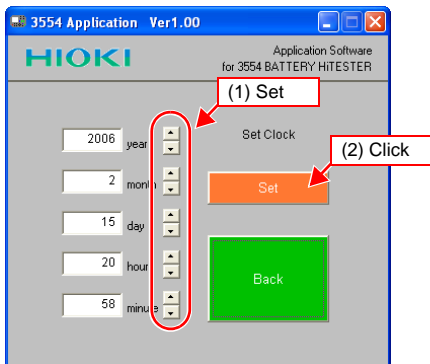 3554 Application Ver1.00
HIOKI
Application Software
for 3554 BATTERY HiTESTER
(1) Set
2006 year
Set Clock
(2) Click
2 month
Set
15 day
20 hour
Back
58 minute